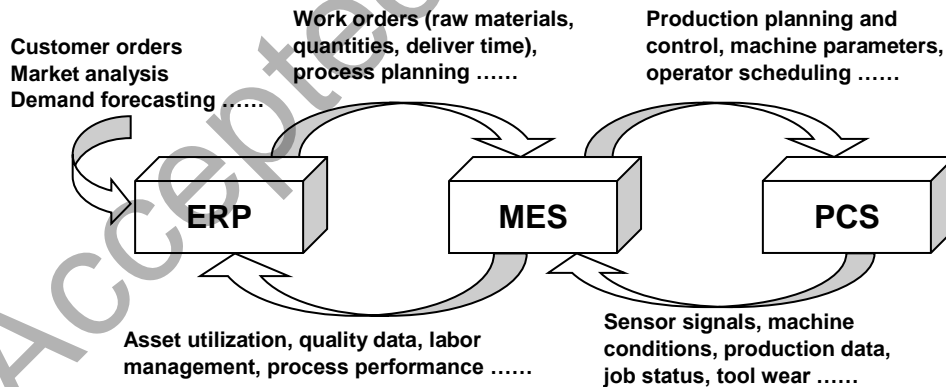 Customer orders
Market analysis
Demand forecasting ……
Work orders (raw materials,
quantities, deliver time),
process planning ……
Production planning and
control, machine parameters,
operator scheduling ……
ERP
MES
PCS
Asset utilization, quality data, labor
management, process performance ……
Sensor signals, machine
conditions, production data,
job status, tool wear ……
Accepted